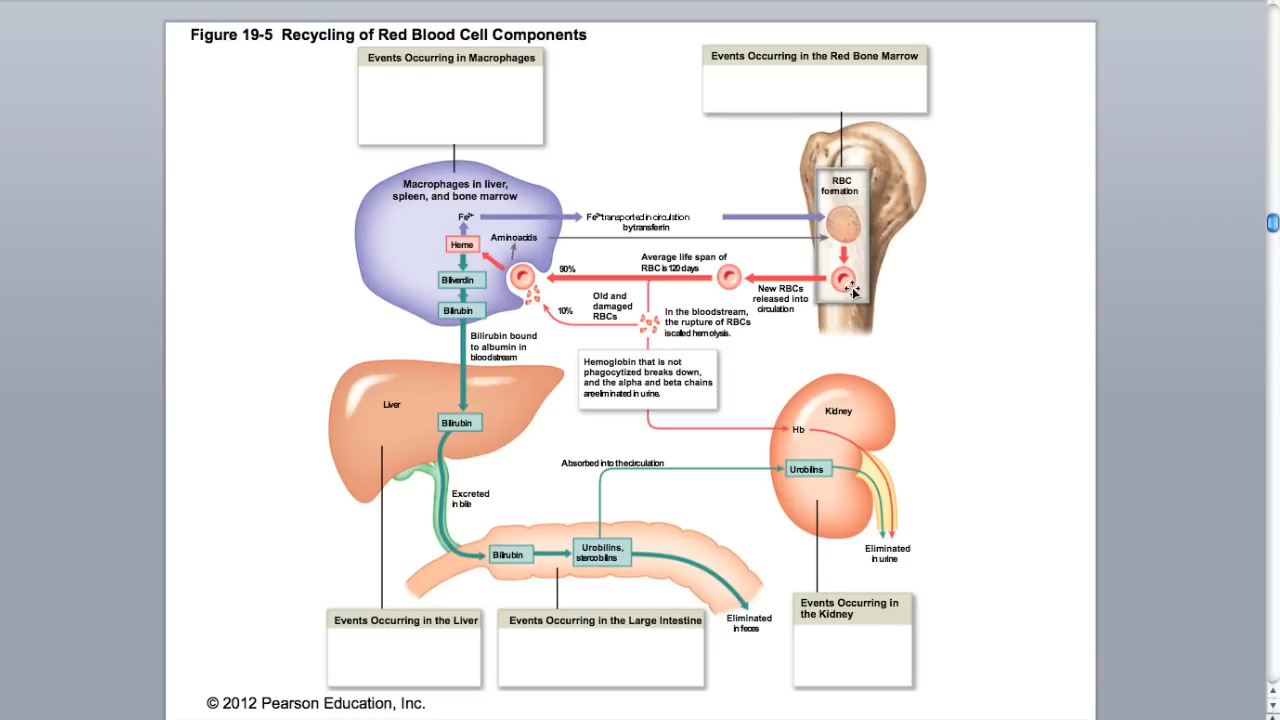 Figure 19-5 Recycling of Red Blood Cell Components
Events Occurring in Macrophages
Events Occurring in the Red Bone Marrow
Macrophages in liver,
spleen, and bone marrow
RBC
formation
Fe2+
Fe2+ transported in circulation
by transferrin
Heme
Amino acids
90%
Average life span of
RBC is 120 days
New RBCs
released into
circulation
Biliverdin
Bilirubin
10%
Old and
damaged
RBCs
In the bloodstream,
the rupture of RBCs
is called hemolysis.
Bilirubin bound
to albumin in
bloodstream
Hemoglobin that is not
phagocytized breaks down,
and the alpha and beta chains
are eliminated in urine.
Liver
Bilirubin
Kidney
Hb
Absorbed into the circulation
Urobilins
Excreted
in bile
Bilirubin
Urobilins,
stercobilins
Eliminated
in urine
Eliminated
in feces
Events Occurring in the Liver
Events Occurring in the Large Intestine
Events Occurring in
the Kidney
© 2012 Pearson Education, Inc.